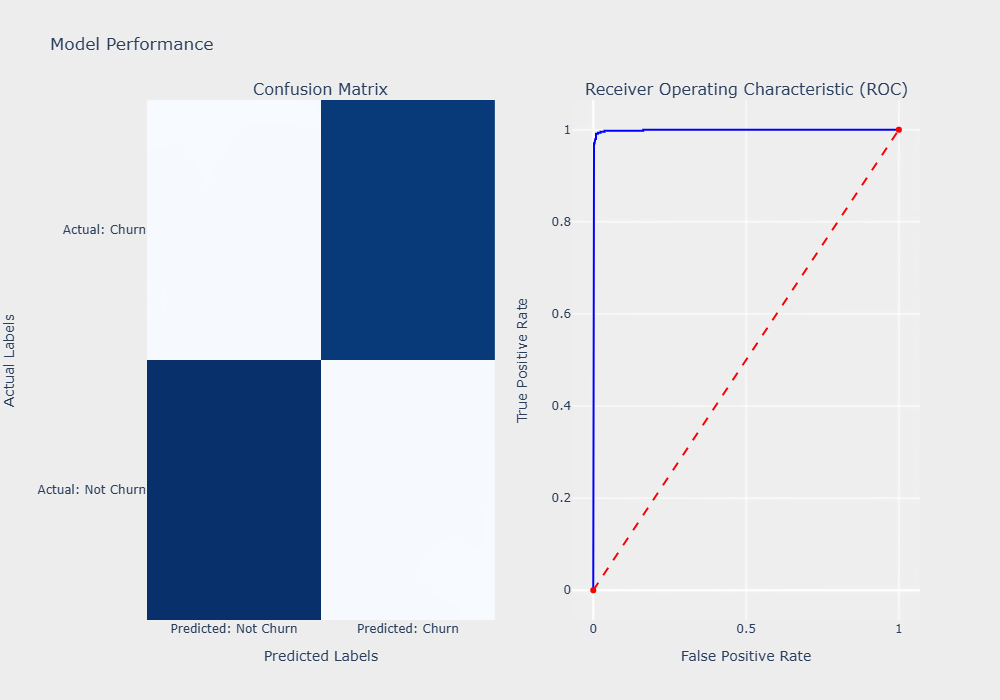 Model Performance
Confusion Matrix
Actual Labels
Actual: Churn
Actual: Not Churn
Predicted: Not Churn
Predicted: Churn
Predicted Labels
Receiver Operating Characteristic (ROC)
True Positive Rate
1
0.8
0.6
0.4
0.2
0
0
0.5
1
False Positive Rate